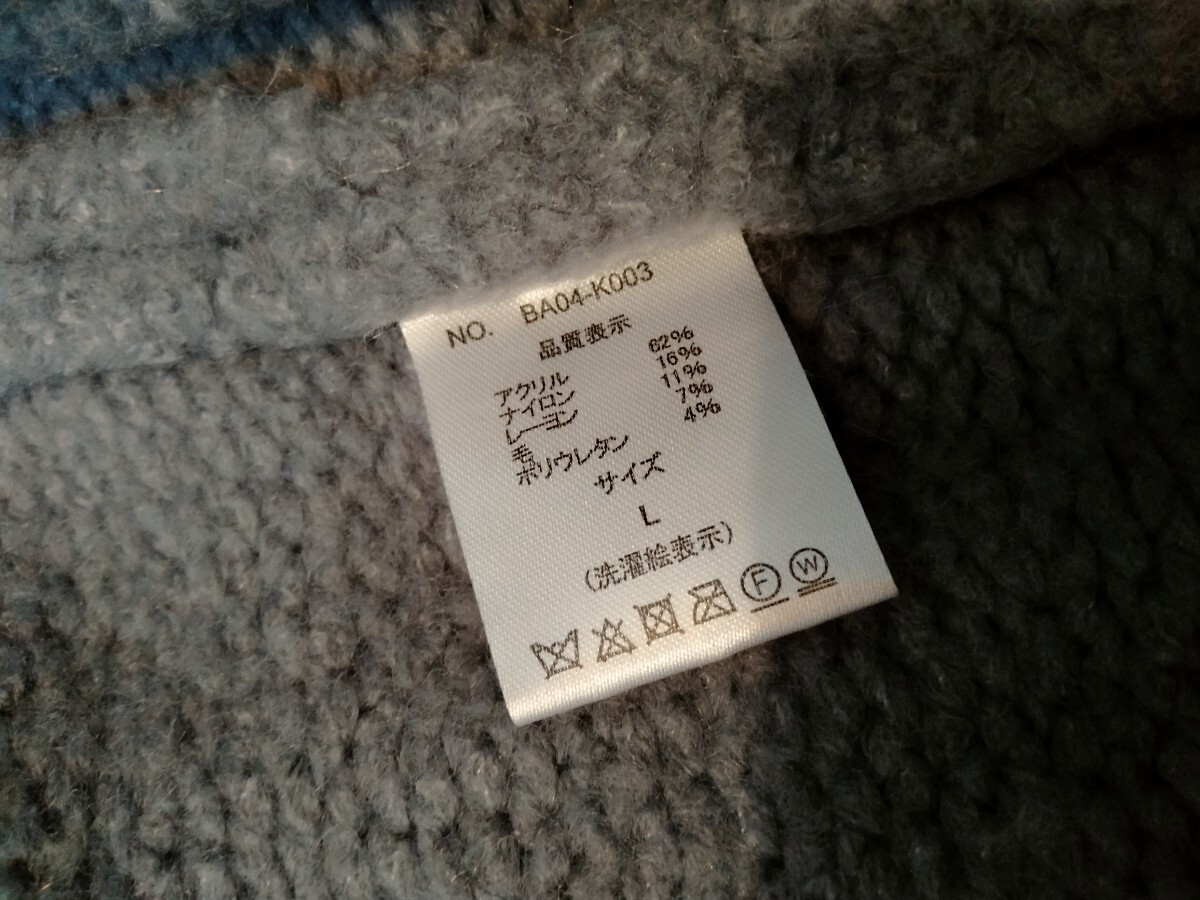 NO. BA04-K003
品質表示
アクリル 62%
ナイロン 16%
レーヨン 11%
毛 7%
ポリウレタン 4%
サイズ
L
(洗濯絵表示)
F W